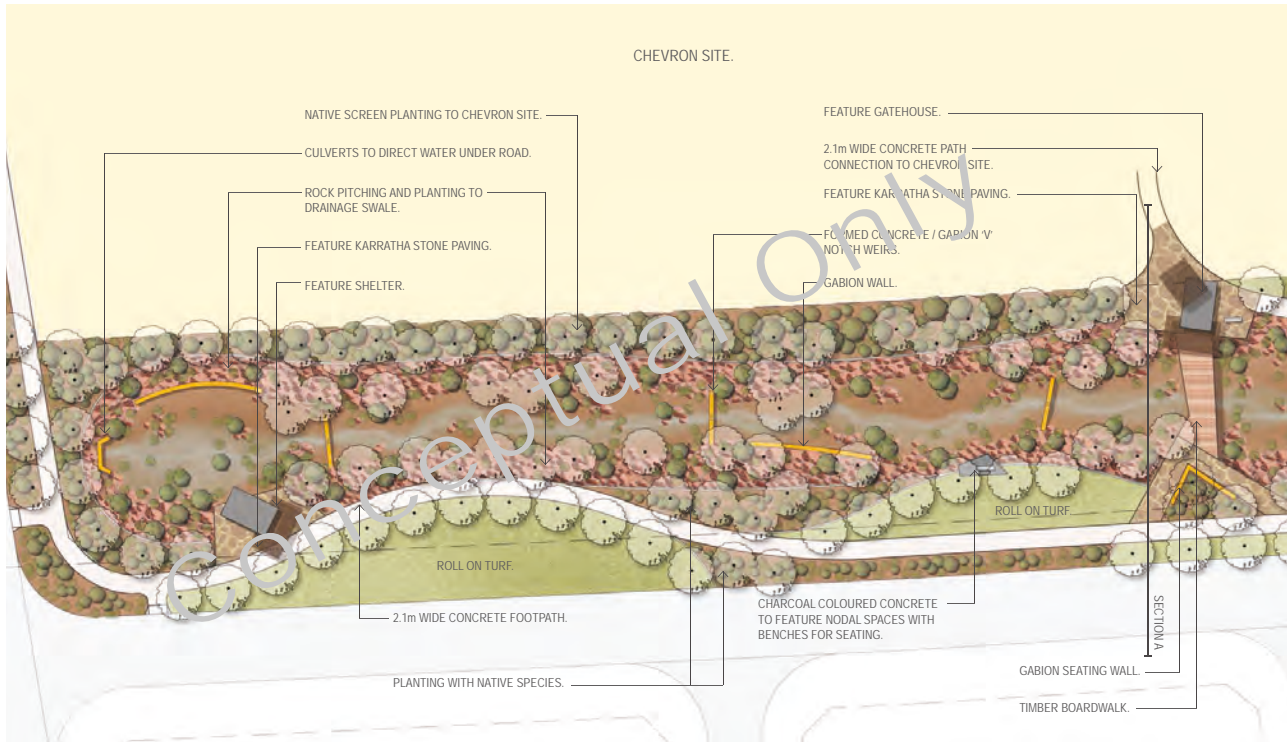 CHEVRON SITE.
NATIVE SCREEN PLANTING TO CHEVRON SITE.
CULVERTS TO DIRECT WATER UNDER ROAD.
ROCK PITCHING AND PLANTING TO
DRAINAGE SWALE.
FEATURE KARRATHA STONE PAVING.
FEATURE SHELTER.
FEATURE GATEHOUSE.
2.1m WIDE CONCRETE PATH
CONNECTION TO CHEVRON SITE.
FEATURE KARRATHA STONE PAVING.
FORMED CONCRETE / GABION 'V'
NOTCH WEIRS.
GABION WALL.
Conceptual Only
ROLL ON TURF.
ROLL ON TURF.
2.1m WIDE CONCRETE FOOTPATH.
PLANTING WITH NATIVE SPECIES.
CHARCOAL COLOURED CONCRETE
TO FEATURE NODAL SPACES WITH
BENCHES FOR SEATING.
SECTION A
GABION SEATING WALL.
TIMBER BOARDWALK.